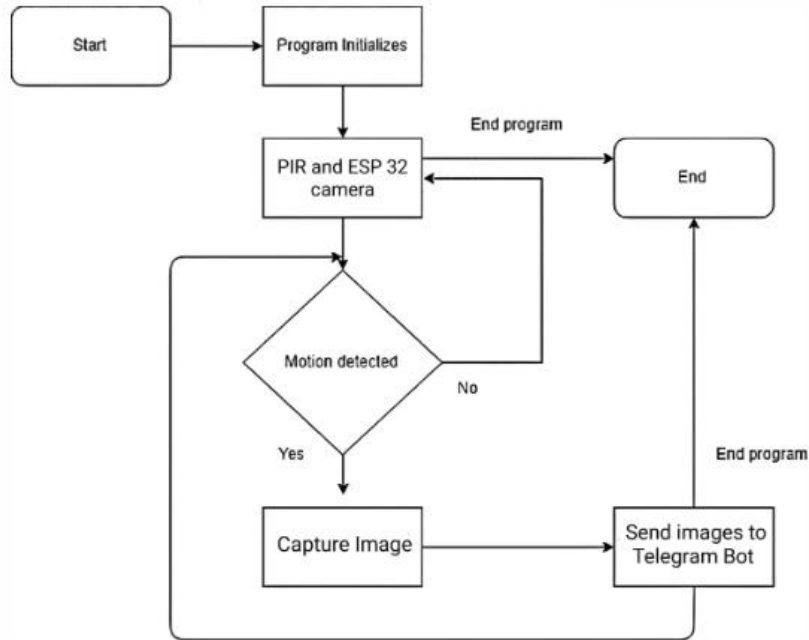 Start
Program Initializes
End program
PIR and ESP 32
camera
End
Motion detected
No
Yes
End program
Capture Image
Send images to
Telegram Bot